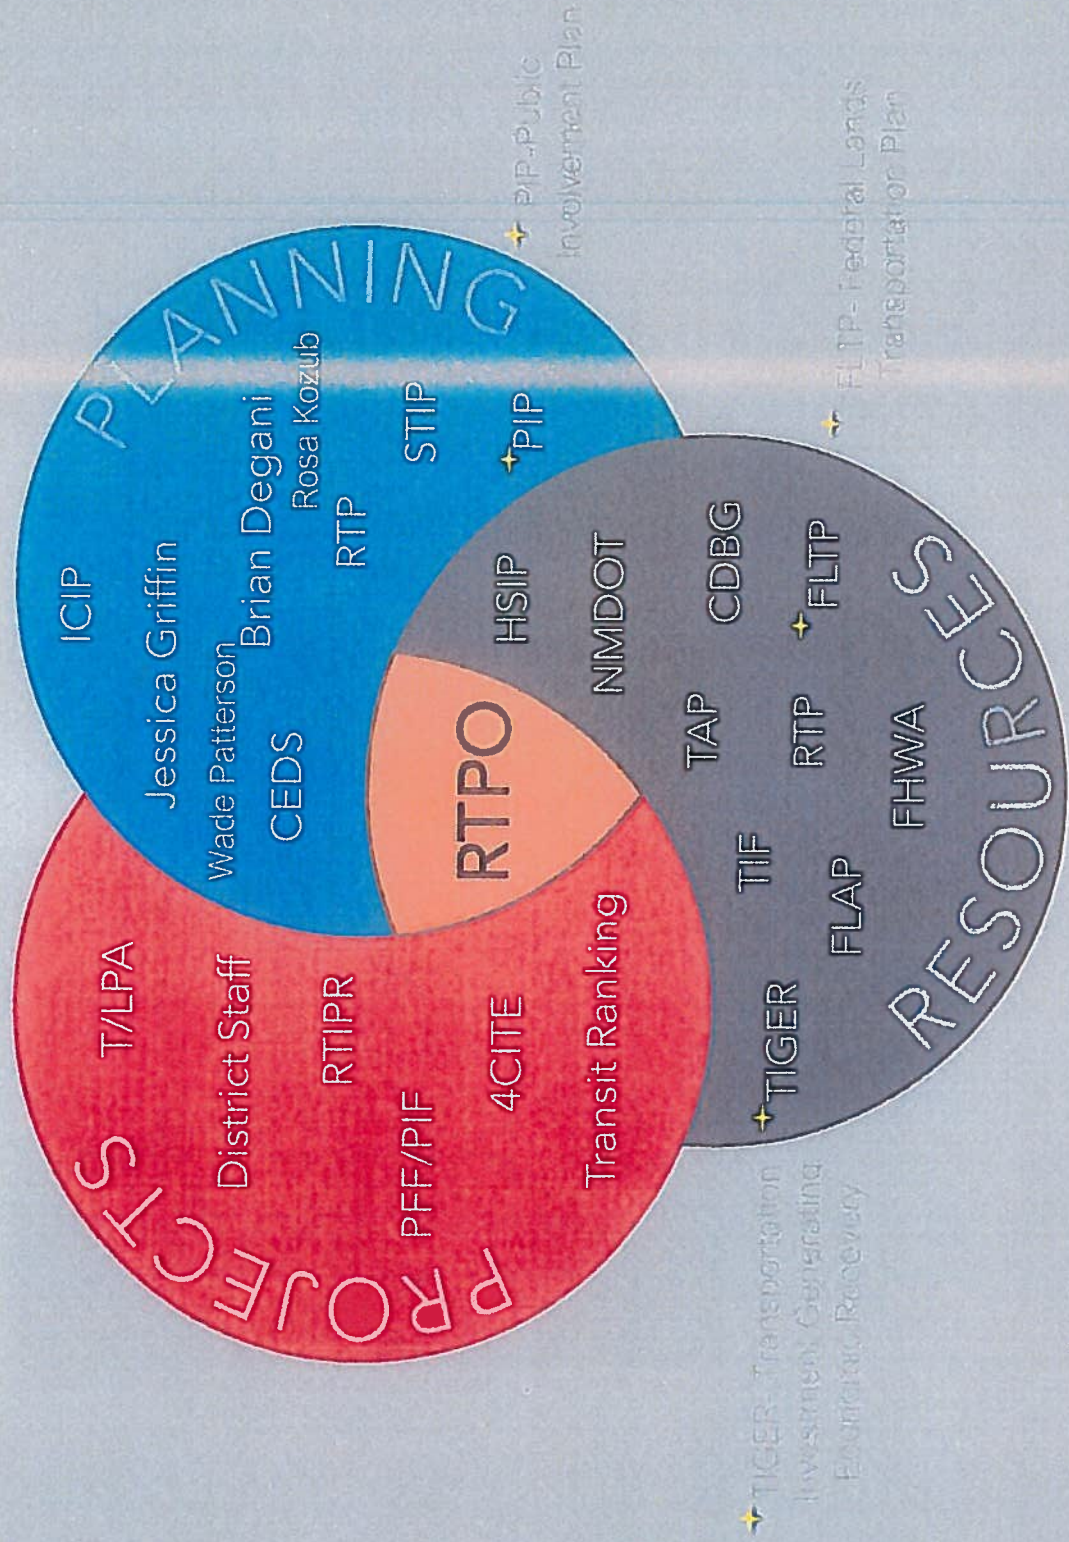 PROJECTS
T/LPA
District Staff
RTIPR
PFF/PIF
4CITE
Transit Ranking
PLANNING
ICIP
Jessica Griffin
Wade Patterson
Brian Degani
Rosa Kozub
CEDS
RTP
STIP
PIP
RTPO
HSIP
NMDOT
TAP
CDBG
TIF
RTP
FLTP
TIGER
FLAP
FHWA
RESOURCES
PIP-Public
Involvement Plan
FLTP- Federal Lands
Transportation Plan
TIGER-Transportation
Investment Generating
Economic Recovery